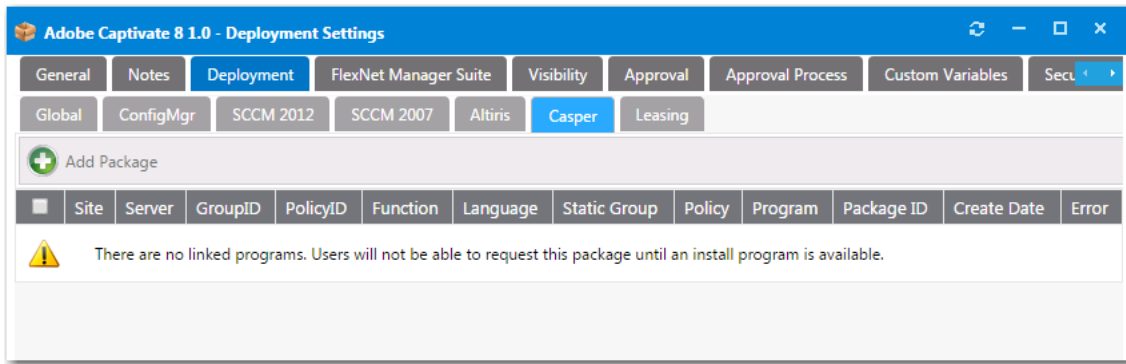 Adobe Captivate 8 1.0 - Deployment Settings
General Notes Deployment FlexNet Manager Suite Visibility Approval Approval Process Custom Variables
Global ConfigMgr SCCM 2012 SCCM 2007 Altiris Casper Leasing
Add Package
Site Server GroupID PolicyID Function Language Static Group Policy Program Package ID Create Date Error
There are no linked programs. Users will not be able to request this package until an install program is available.